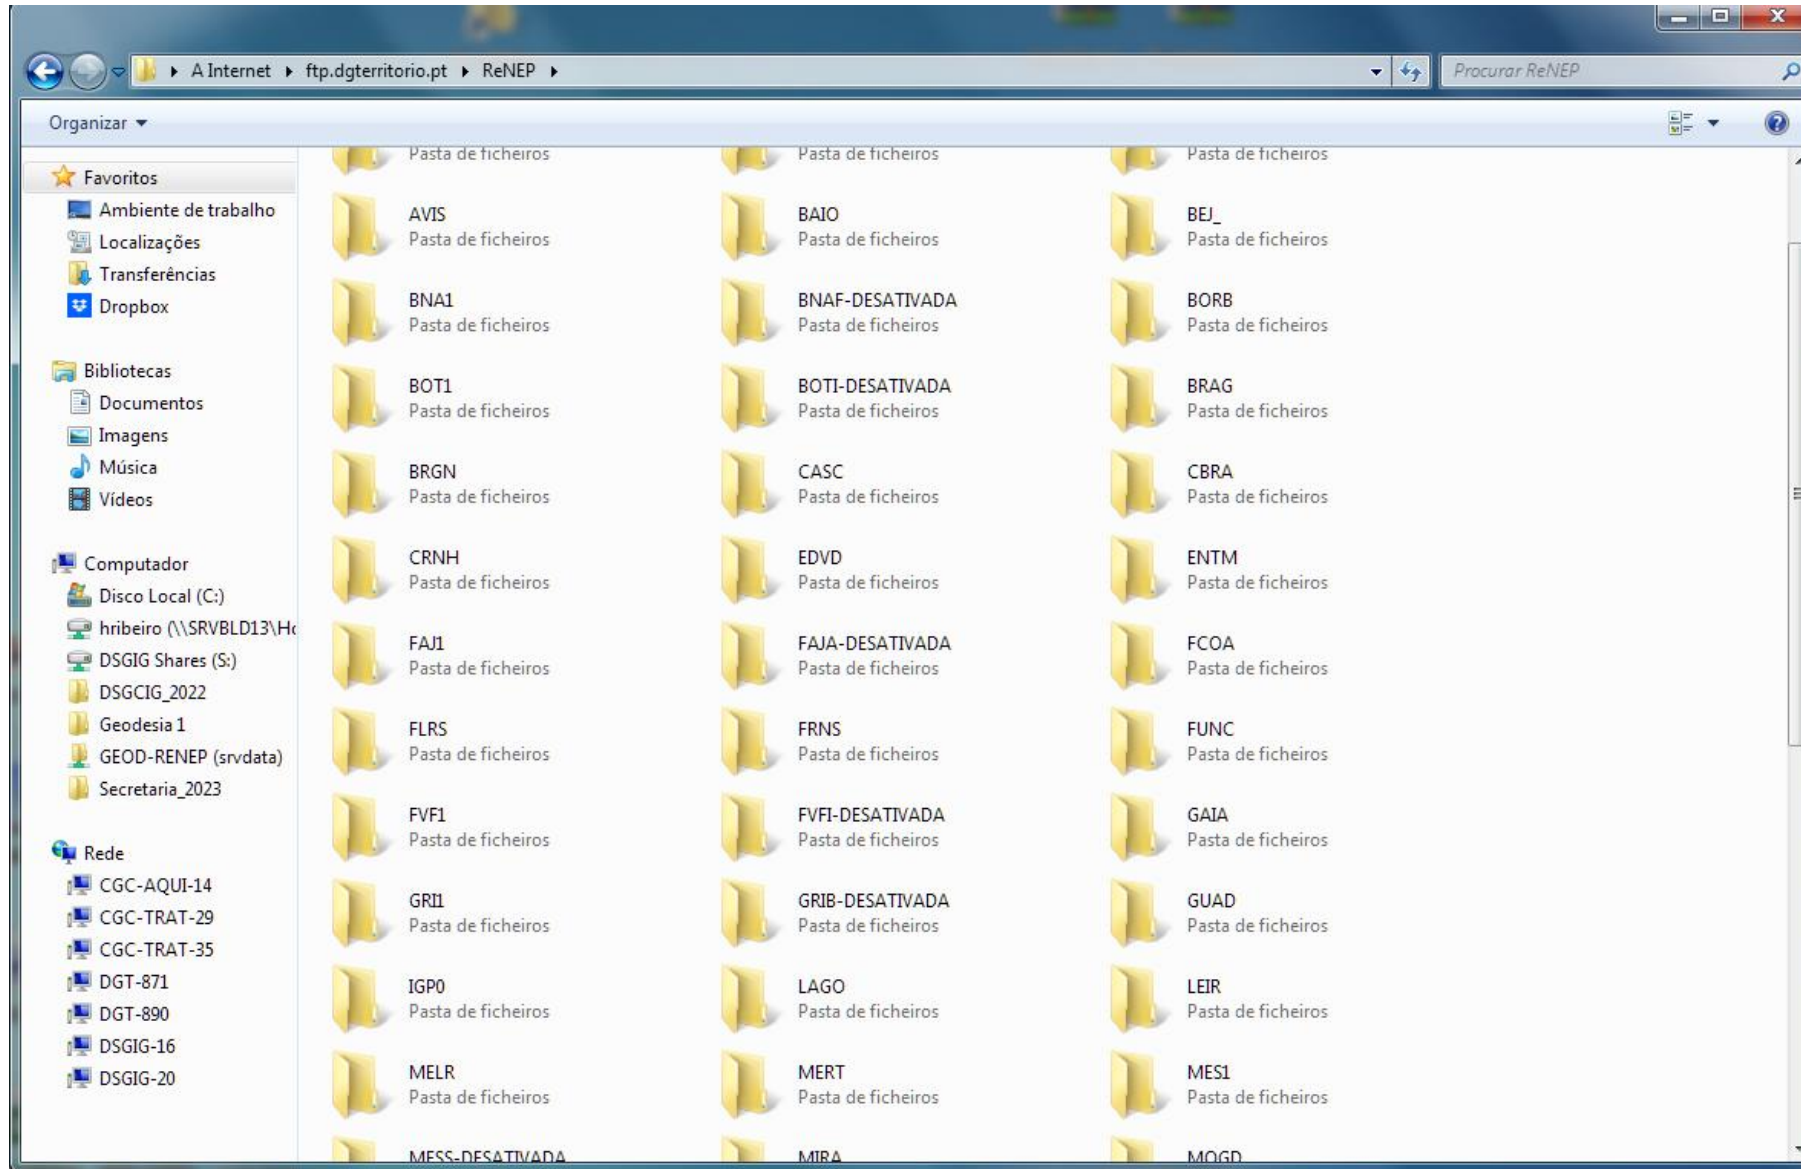 A Internet ▸ ftp.dgterritorio.pt ▸ ReNEP ▸
Procurar ReNEP
Organizar
Favoritos
Ambiente de trabalho
Localizações
Transferências
Dropbox
Bibliotecas
Documentos
Imagens
Música
Vídeos
Computador
Disco Local (C:)
hribeiro (\\SRVBLD13\Ho
DSGIG Shares (S:)
DSGCIG_2022
Geodesia 1
GEOD-RENEP (srvdata)
Secretaria_2023
Rede
CGC-AQUI-14
CGC-TRAT-29
CGC-TRAT-35
DGT-871
DGT-890
DSGIG-16
DSGIG-20
Pasta de ficheiros Pasta de ficheiros Pasta de ficheiros
AVIS BAIO BEJ_
Pasta de ficheiros Pasta de ficheiros Pasta de ficheiros
BNA1 BNAF-DESATIVADA BORB
Pasta de ficheiros Pasta de ficheiros Pasta de ficheiros
BOT1 BOTI-DESATIVADA BRAG
Pasta de ficheiros Pasta de ficheiros Pasta de ficheiros
BRGN CASC CBRA
Pasta de ficheiros Pasta de ficheiros Pasta de ficheiros
CRNH EDVD ENTM
Pasta de ficheiros Pasta de ficheiros Pasta de ficheiros
FAJ1 FAJA-DESATIVADA FCOA
Pasta de ficheiros Pasta de ficheiros Pasta de ficheiros
FLRS FRNS FUNC
Pasta de ficheiros Pasta de ficheiros Pasta de ficheiros
FVF1 FVFI-DESATIVADA GAIA
Pasta de ficheiros Pasta de ficheiros Pasta de ficheiros
GRI1 GRIB-DESATIVADA GUAD
Pasta de ficheiros Pasta de ficheiros Pasta de ficheiros
IGP0 LAGO LEIR
Pasta de ficheiros Pasta de ficheiros Pasta de ficheiros
MELR MERT MES1
Pasta de ficheiros Pasta de ficheiros Pasta de ficheiros
MESS-DESATIVADA MIRA MOGD